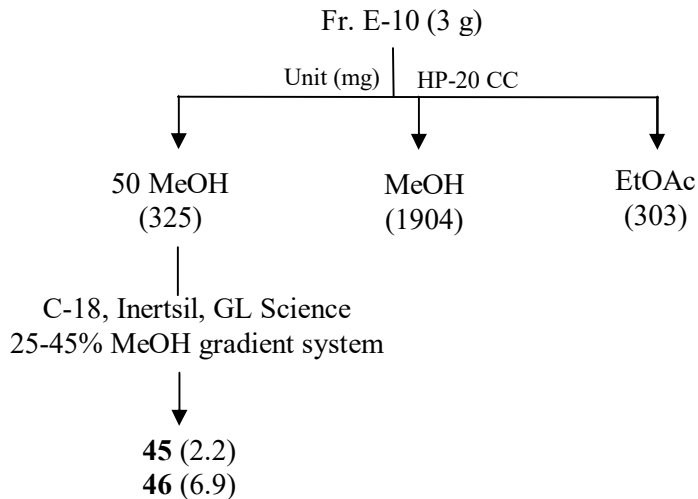 Fr. E-10 (3 g)
Unit (mg) HP-20 CC
50 MeOH MeOH EtOAc
(325) (1904) (303)
C-18, Inertsil, GL Science
25-45% MeOH gradient system
45 (2.2)
46 (6.9)